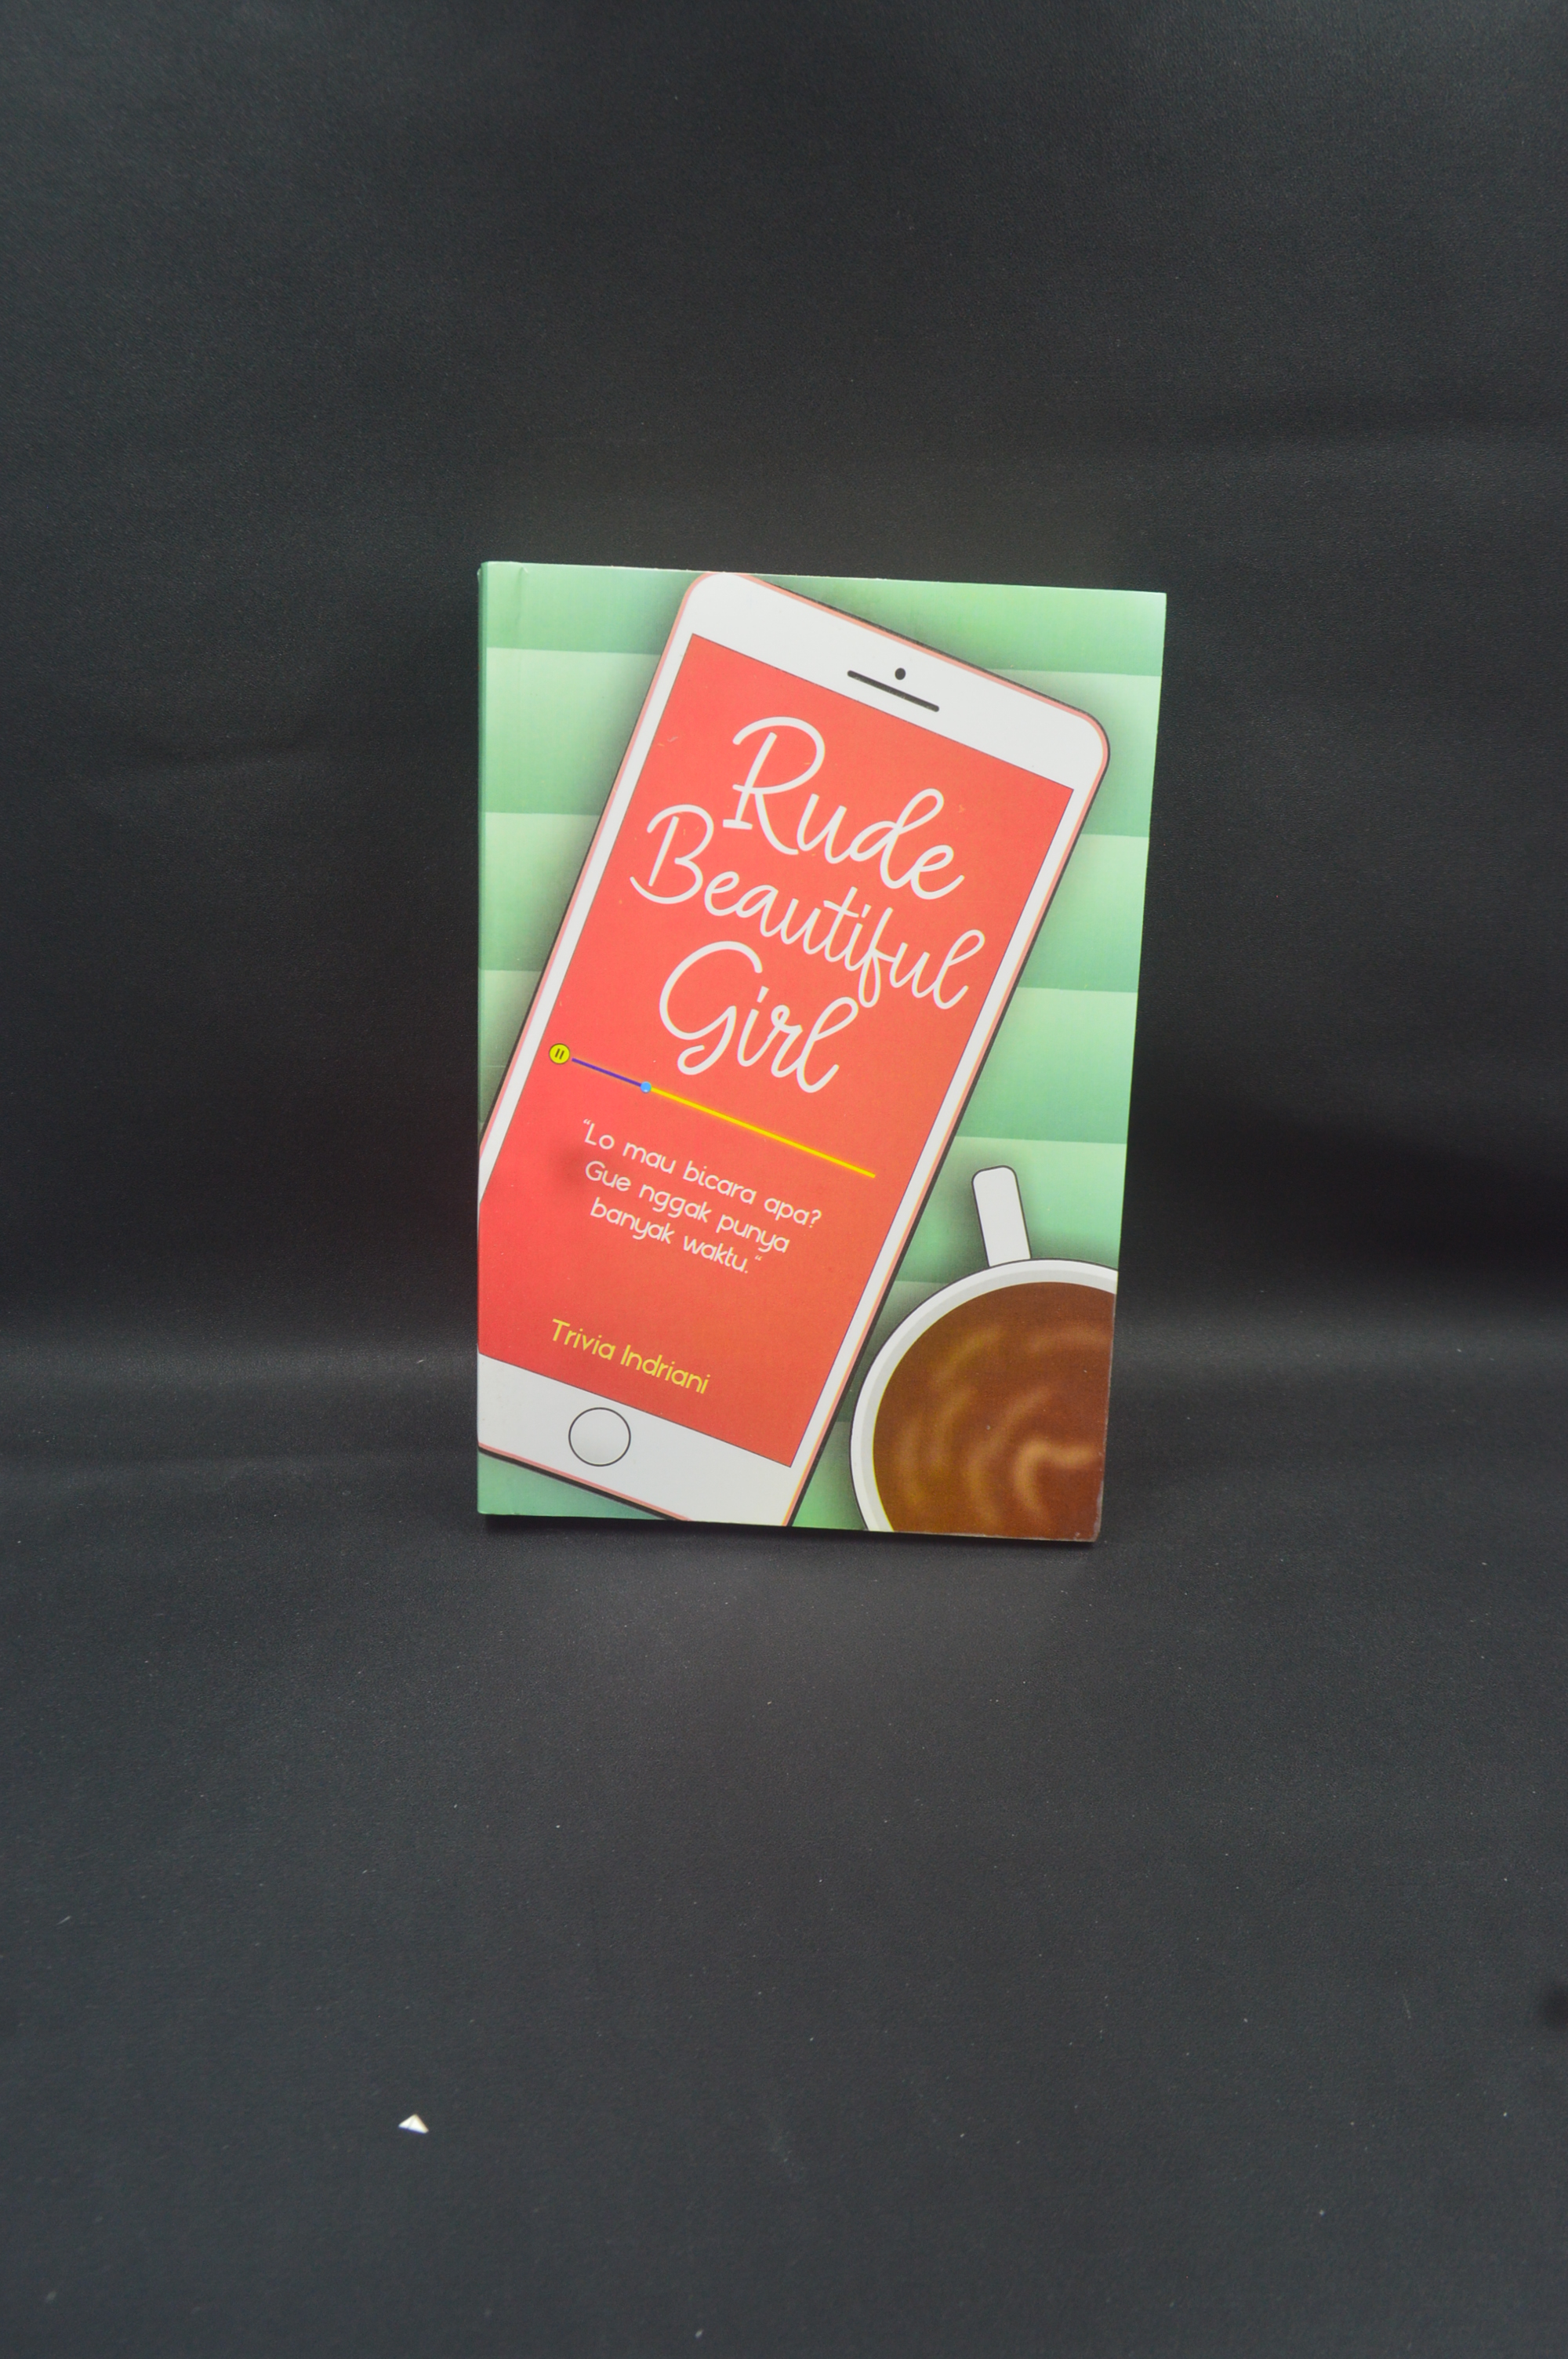 Rude
Beautiful
Girl
"Lo mau bicara apa?
Gue nggak punya
banyak waktu."
Trivia Indriani